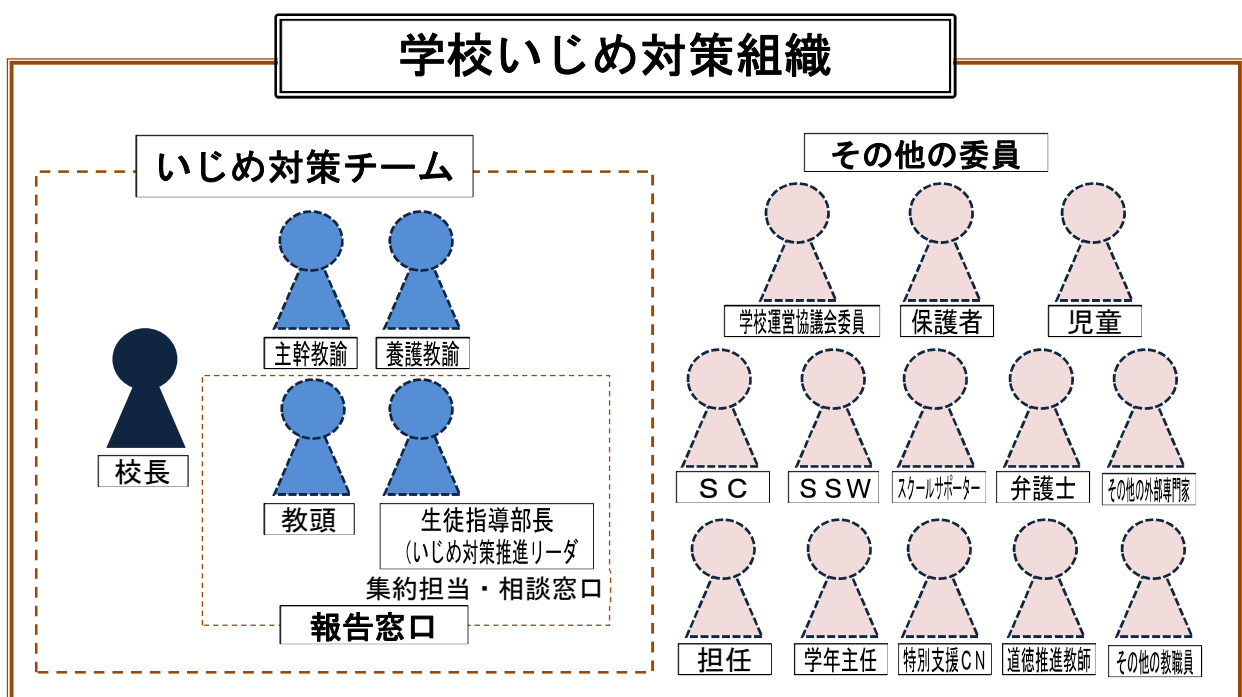 学校いじめ対策組織
いじめ対策チーム
主幹教諭
養護教諭
校長
教頭
生徒指導部長
（いじめ対策推進リーダ
集約担当・相談窓口
報告窓口
その他の委員
学校運営協議会委員
保護者
児童
ＳＣ
ＳＳＷ
スクールサポーター
弁護士
その他の外部専門家
担任
学年主任
特別支援ＣＮ
道徳推進教師
その他の教職員